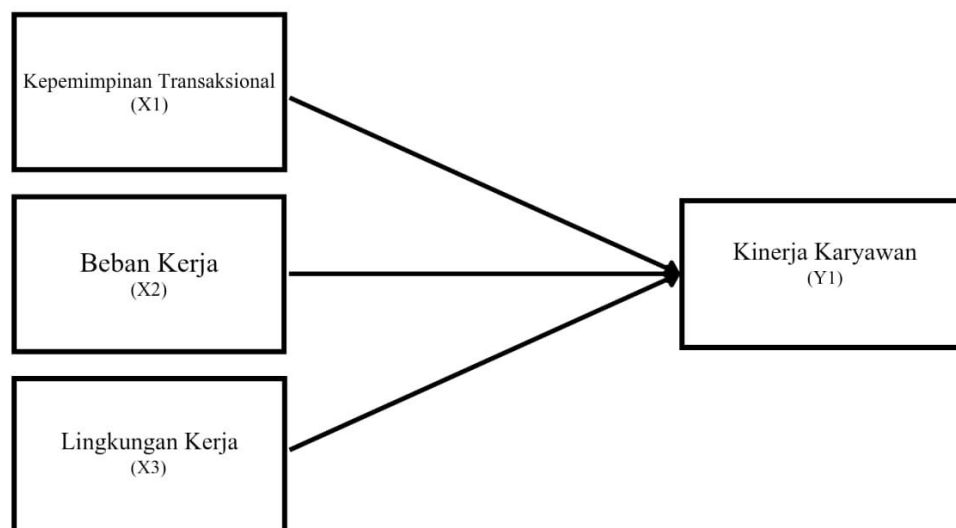 Kepemimpinan Transaksional
(X1)
Beban Kerja
(X2)
Lingkungan Kerja
(X3)
Kinerja Karyawan
(Y1)